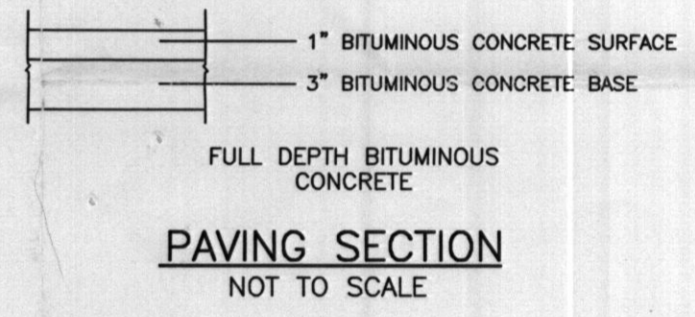 1" BITUMINOUS CONCRETE SURFACE
3" BITUMINOUS CONCRETE BASE
FULL DEPTH BITUMINOUS
CONCRETE
PAVING SECTION
NOT TO SCALE